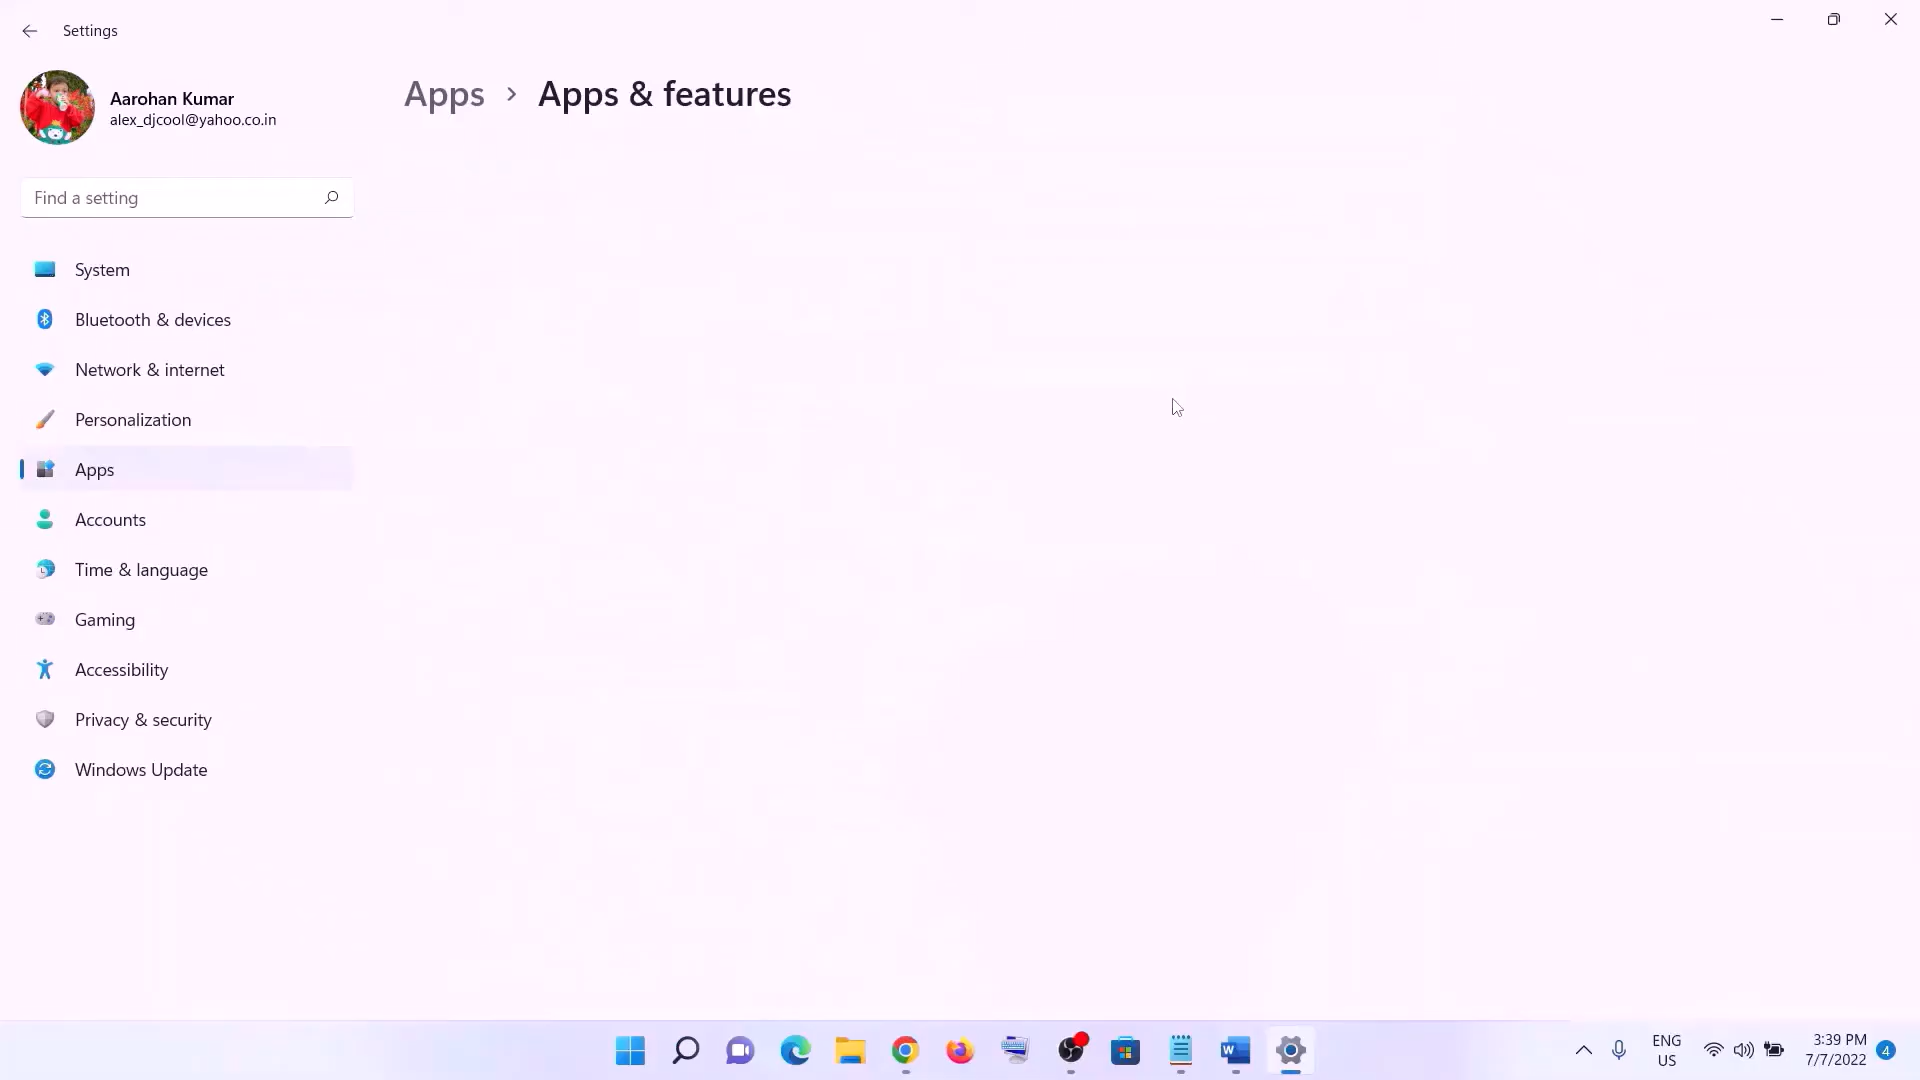 Settings
Aarohan Kumar
alex_djcool@yahoo.co.in
Find a setting
System
Bluetooth & devices
Network & internet
Personalization
Apps
Accounts
Time & language
Gaming
Accessibility
Privacy & security
Windows Update
Apps > Apps & features
ENG
US
3:39 PM
7/7/2022
4